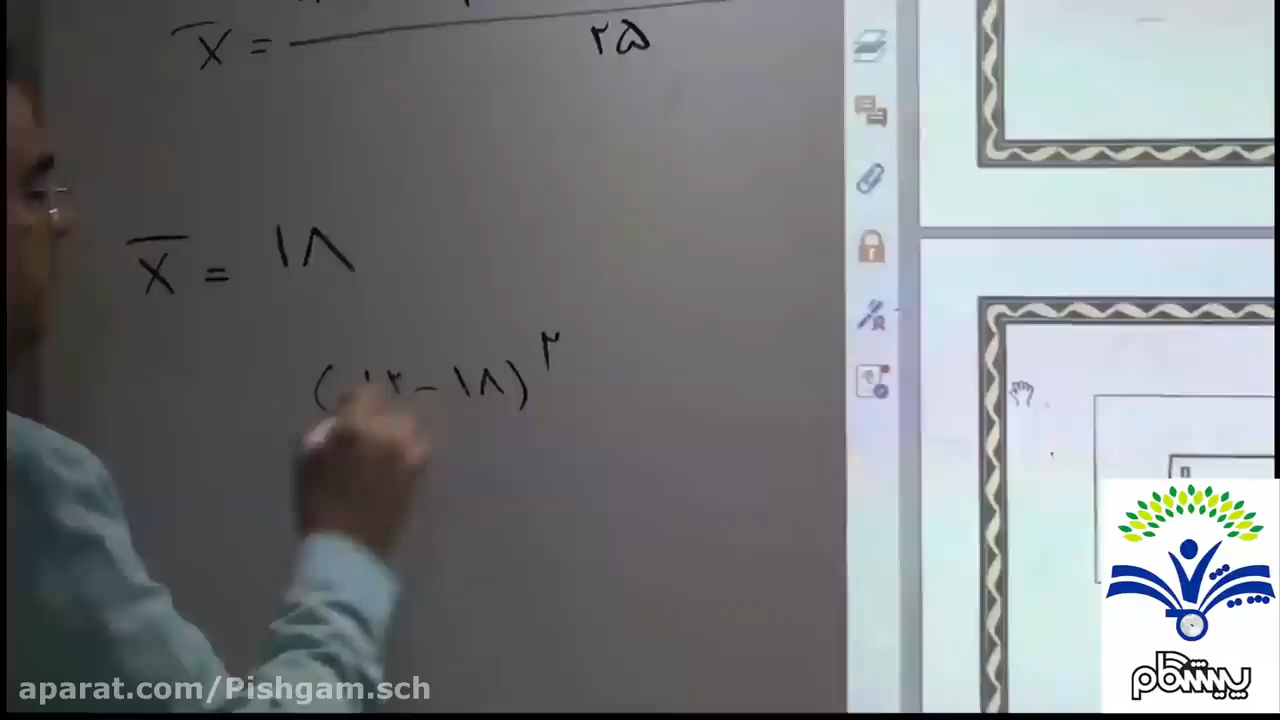 X̄ = ۲۵
X̄ = ۱۸
(۱۲ - ۱۸)^۲
aparat.com/Pishgam.sch
پیشگام